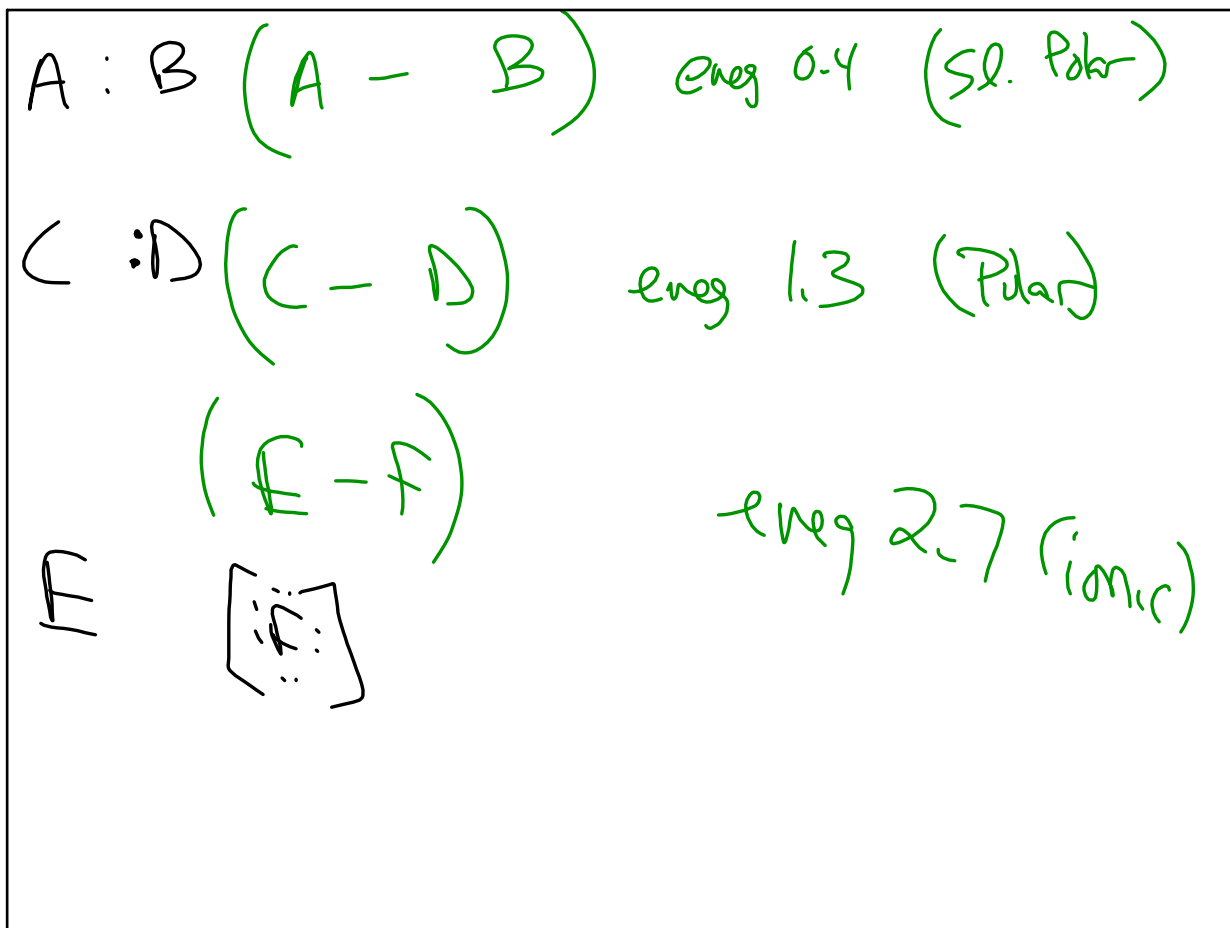 A : B (A — B) eneg 0.4 (Sl. Polar)
C :D (C — D) eneg 1.3 (Polar)
(E — F) eneg 2.7 (ionic)
E [:F:]